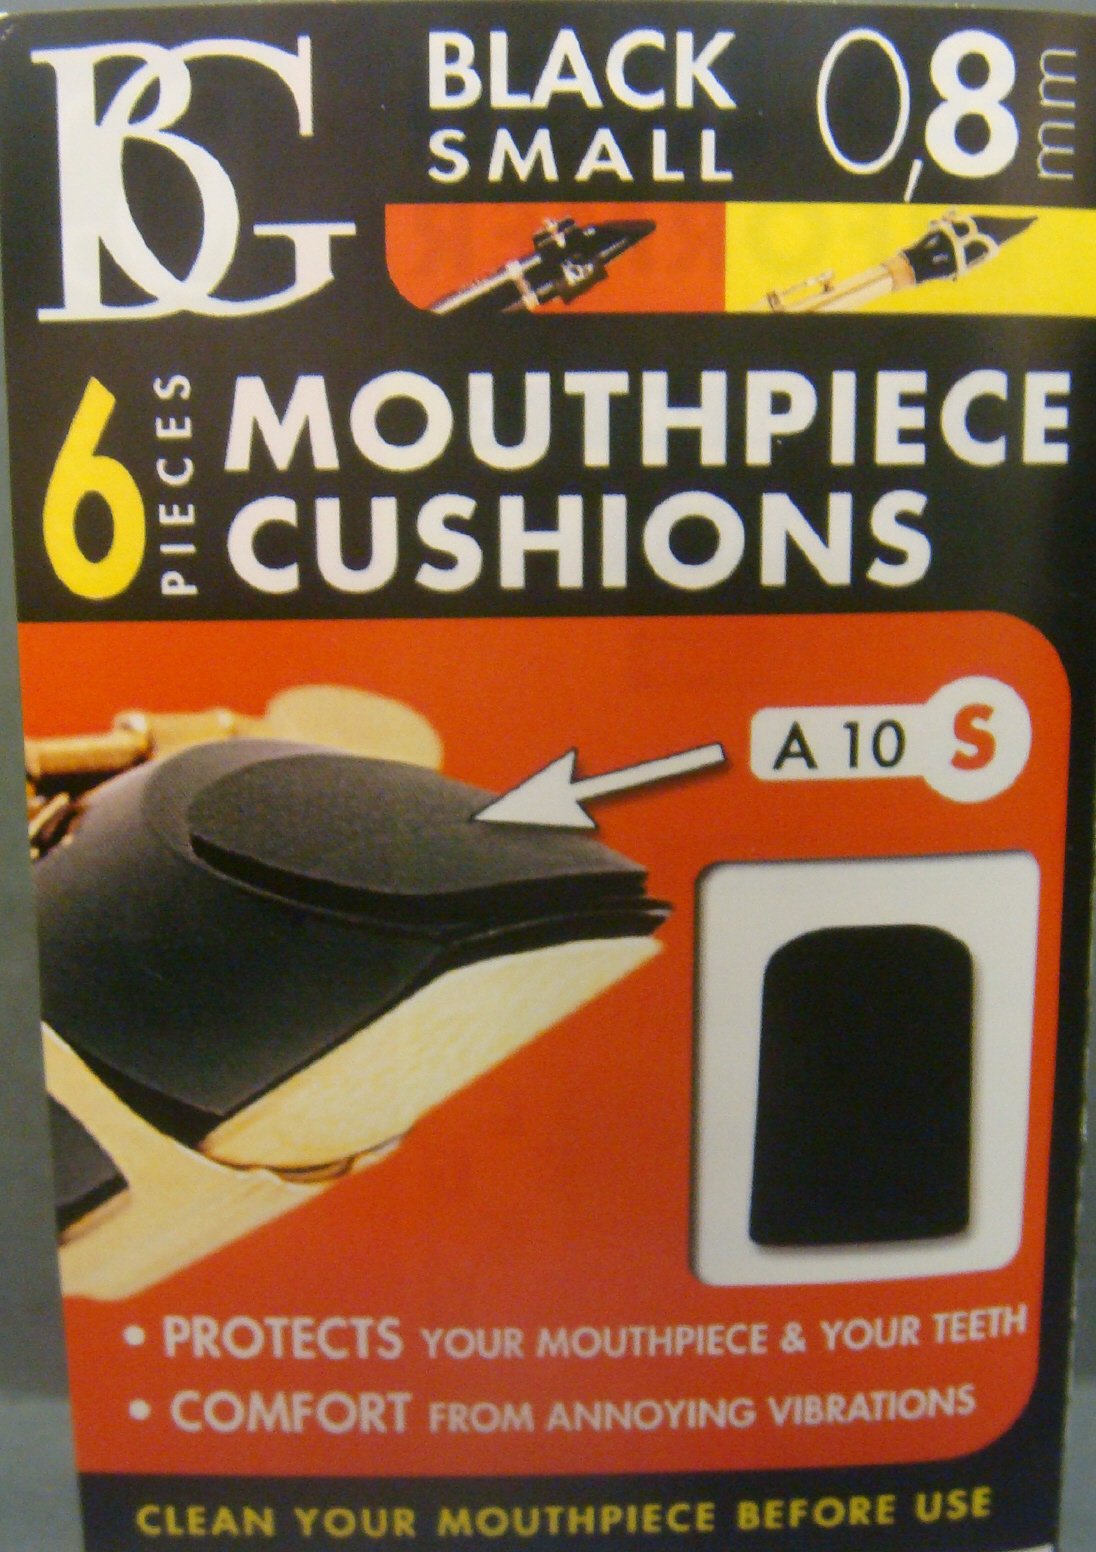 BG
BLACK
SMALL
0,8 mm
6 PIECES
MOUTHPIECE
CUSHIONS
A 10 S
• PROTECTS YOUR MOUTHPIECE & YOUR TEETH
• COMFORT FROM ANNOYING VIBRATIONS
CLEAN YOUR MOUTHPIECE BEFORE USE